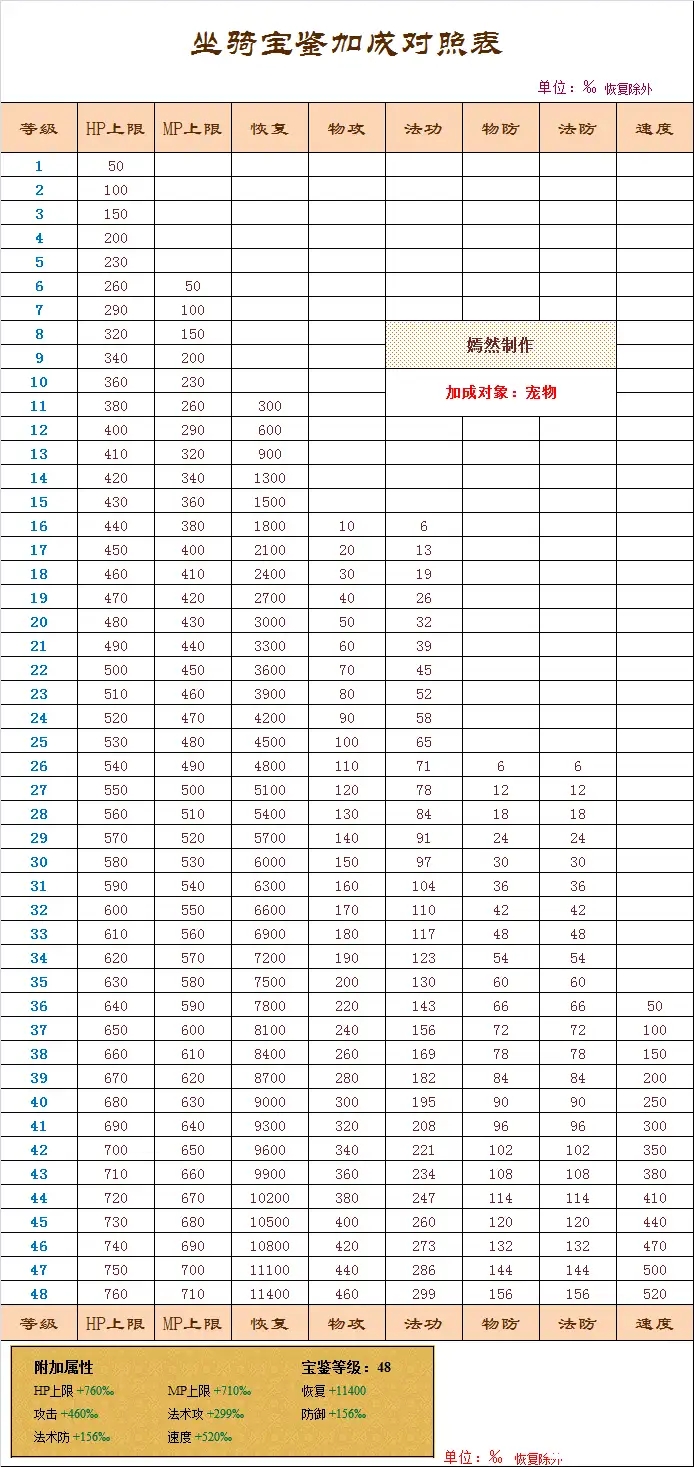 坐骑宝鉴加成对照表
单位：‰ 恢复除外
等级 HP上限 MP上限 恢复 物攻 法功 物防 法防 速度
1 50
2 100
3 150
4 200
5 230
6 260 50
7 290 100
8 320 150
嫣然制作
9 340 200
10 360 230
加成对象：宠物
11 380 260 300
12 400 290 600
13 410 320 900
14 420 340 1300
15 430 360 1500
16 440 380 1800 10 6
17 450 400 2100 20 13
18 460 410 2400 30 19
19 470 420 2700 40 26
20 480 430 3000 50 32
21 490 440 3300 60 39
22 500 450 3600 70 45
23 510 460 3900 80 52
24 520 470 4200 90 58
25 530 480 4500 100 65
26 540 490 4800 110 71 6 6
27 550 500 5100 120 78 12 12
28 560 510 5400 130 84 18 18
29 570 520 5700 140 91 24 24
30 580 530 6000 150 97 30 30
31 590 540 6300 160 104 36 36
32 600 550 6600 170 110 42 42
33 610 560 6900 180 117 48 48
34 620 570 7200 190 123 54 54
35 630 580 7500 200 130 60 60
36 640 590 7800 220 143 66 66 50
37 650 600 8100 240 156 72 72 100
38 660 610 8400 260 169 78 78 150
39 670 620 8700 280 182 84 84 200
40 680 630 9000 300 195 90 90 250
41 690 640 9300 320 208 96 96 300
42 700 650 9600 340 221 102 102 350
43 710 660 9900 360 234 108 108 380
44 720 670 10200 380 247 114 114 410
45 730 680 10500 400 260 120 120 440
46 740 690 10800 420 273 132 132 470
47 750 700 11100 440 286 144 144 500
48 760 710 11400 460 299 156 156 520
等级 HP上限 MP上限 恢复 物攻 法功 物防 法防 速度
附加属性 宝鉴等级：48
HP上限 +760‰ MP上限 +710‰ 恢复 +11400
攻击 +460‰ 法术攻 +299‰ 防御 +156‰
法术防 +156‰ 速度 +520‰
单位：‰ 恢复除外